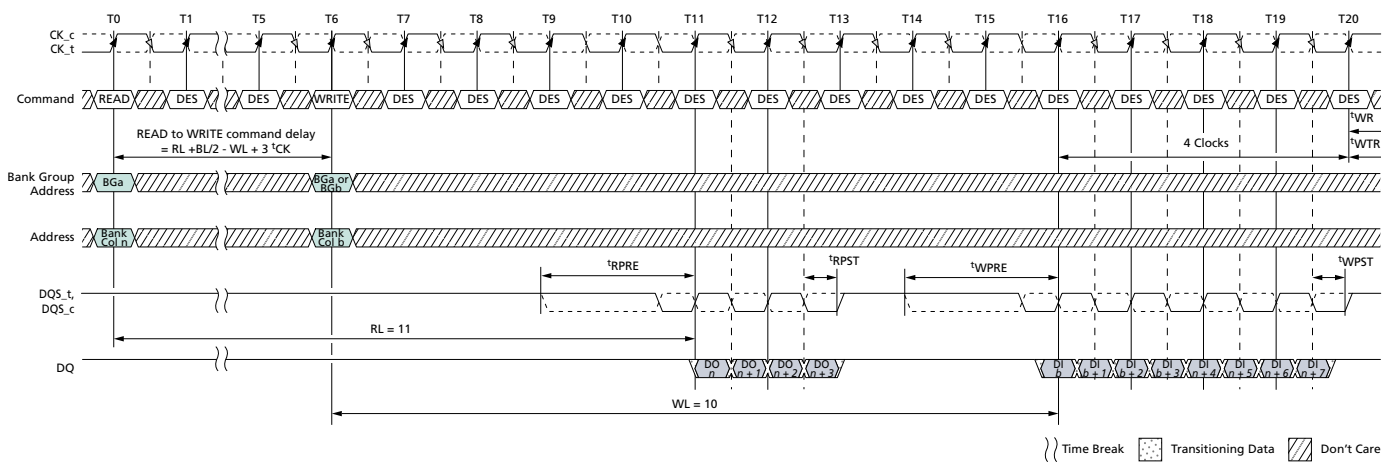 T0 T1 T5 T6 T7 T8 T9 T10 T11 T12 T13 T14 T15 T16 T17 T18 T19 T20
CK_c
CK_t
Command READ DES DES WRITE DES DES DES DES DES DES DES DES DES DES DES DES DES DES
tWR
READ to WRITE command delay
= RL +BL/2 - WL + 3 tCK
4 Clocks
tWTR
Bank Group
Address
BGa
BGa or
BGb
Address
Bank
Col n
Bank
Col b
tRPRE tRPST tWPRE tWPST
DQS_t,
DQS_c
RL = 11
DQ
DO DO DO DO DI DI DI DI DI DI DI DI
n n + 1 n + 2 n + 3 b b + 1 b + 2 b + 3 n + 4 n + 5 n + 6 n + 7
WL = 10
Time Break Transitioning Data Don't Care